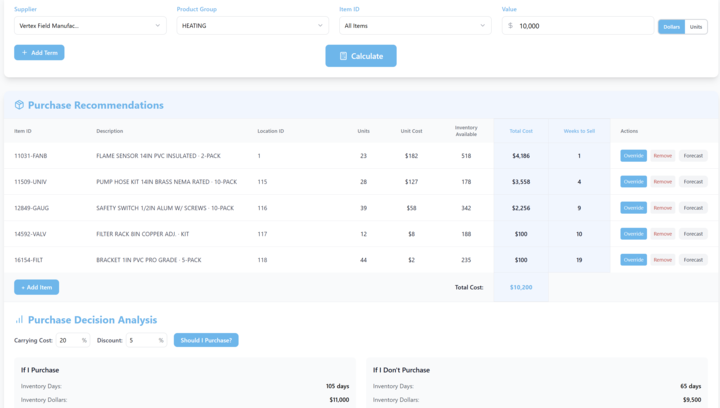 Supplier Product Group Item ID Value
Vertex Field Manufac... HEATING All Items $ 10,000 Dollars Units
+ Add Term Calculate
Purchase Recommendations
Item ID Description Location ID Units Unit Cost Inventory Available Total Cost Weeks to Sell Actions
11031-FANB FLAME SENSOR 14IN PVC INSULATED · 2-PACK 1 23 $182 518 $4,186 1 Override Remove Forecast
11509-UNIV PUMP HOSE KIT 14IN BRASS NEMA RATED · 10-PACK 115 28 $127 178 $3,558 4 Override Remove Forecast
12849-GAUG SAFETY SWITCH 1/2IN ALUM W/ SCREWS · 10-PACK 116 39 $58 342 $2,256 9 Override Remove Forecast
14592-VALV FILTER RACK 8IN COPPER ADJ. · KIT 117 12 $8 188 $100 10 Override Remove Forecast
16154-FILT BRACKET 1IN PVC PRO GRADE · 5-PACK 118 44 $2 235 $100 19 Override Remove Forecast
+ Add Item Total Cost: $10,200
Purchase Decision Analysis
Carrying Cost: 20 % Discount: 5 % Should I Purchase?
If I Purchase If I Don't Purchase
Inventory Days: 105 days Inventory Days: 65 days
Inventory Dollars: $11,000 Inventory Dollars: $9,500